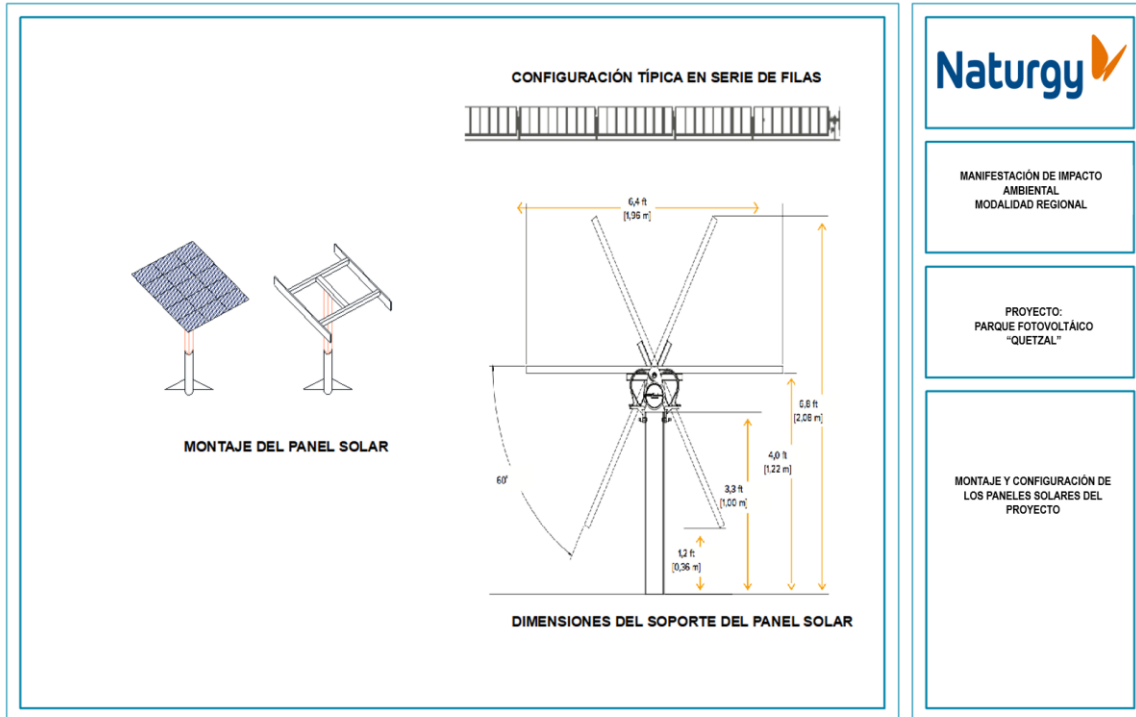 CONFIGURACIÓN TÍPICA EN SERIE DE FILAS
6,4 ft
[1,96 m]
6,8 ft
[2,08 m]
4,0 ft
[1,22 m]
3,3 ft
[1,00 m]
1,2 ft
[0,36 m]
60°
MONTAJE DEL PANEL SOLAR
DIMENSIONES DEL SOPORTE DEL PANEL SOLAR
Naturgy
MANIFESTACIÓN DE IMPACTO
AMBIENTAL
MODALIDAD REGIONAL
PROYECTO:
PARQUE FOTOVOLTÁICO
“QUETZAL”
MONTAJE Y CONFIGURACIÓN DE
LOS PANELES SOLARES DEL
PROYECTO